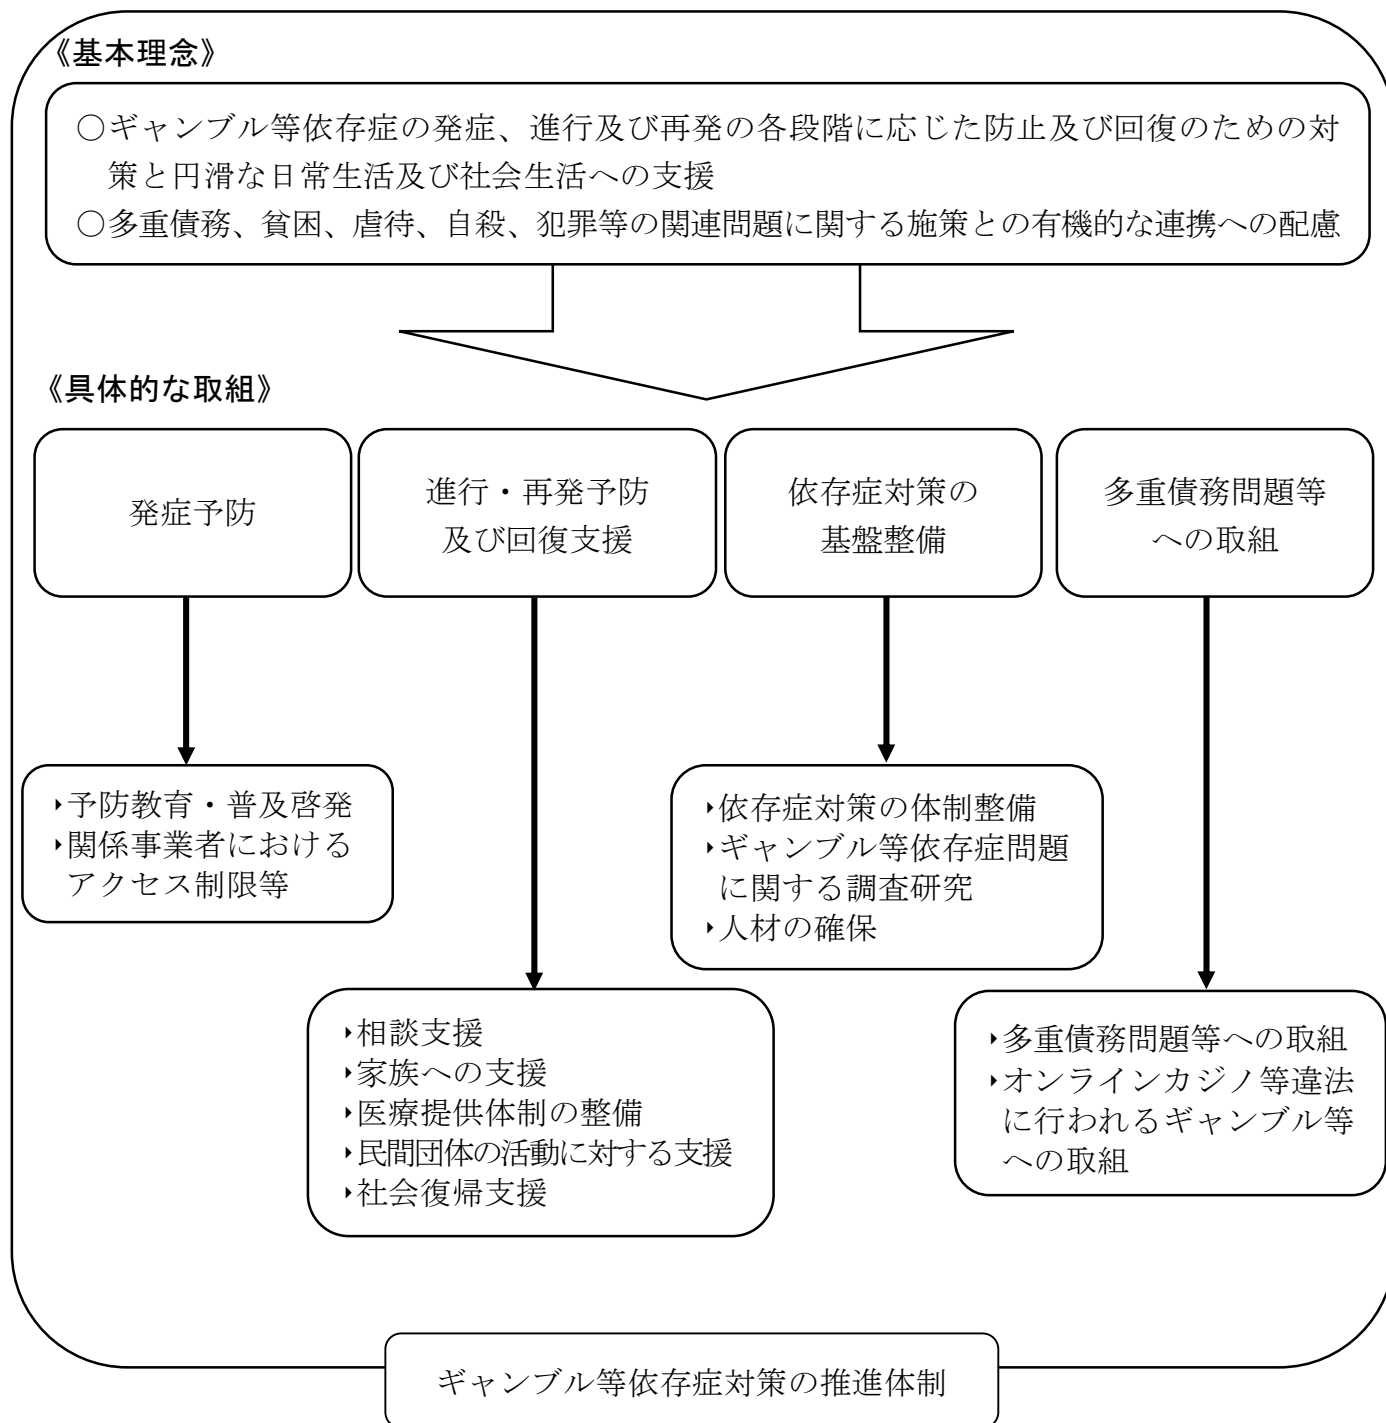 《基本理念》
○ギャンブル等依存症の発症、進行及び再発の各段階に応じた防止及び回復のための対
策と円滑な日常生活及び社会生活への支援
○多重債務、貧困、虐待、自殺、犯罪等の関連問題に関する施策との有機的な連携への配慮
《具体的な取組》
発症予防
進行・再発予防
及び回復支援
依存症対策の
基盤整備
多重債務問題等
への取組
‣予防教育・普及啓発
‣関係事業者における
アクセス制限等
‣相談支援
‣家族への支援
‣医療提供体制の整備
‣民間団体の活動に対する支援
‣社会復帰支援
‣依存症対策の体制整備
‣ギャンブル等依存症問題
に関する調査研究
‣人材の確保
‣多重債務問題等への取組
‣オンラインカジノ等違法
に行われるギャンブル等
への取組
ギャンブル等依存症対策の推進体制